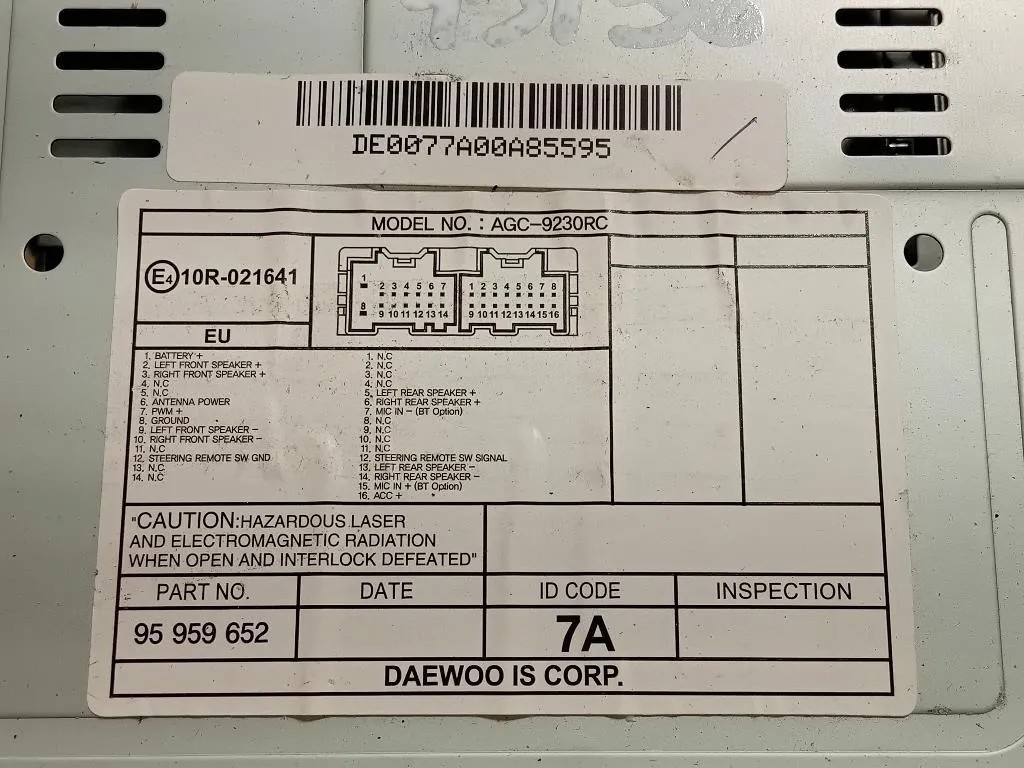 DE0077A00A85595
MODEL NO. : AGC-9230RC
E4 10R-021641
EU
1 2 3 4 5 6 7 1 2 3 4 5 6 7 8
8 9 10 11 12 13 14 9 10 11 12 13 14 15 16
1. BATTERY +
2. LEFT FRONT SPEAKER +
3. RIGHT FRONT SPEAKER +
4. N.C
5. N.C
6. ANTENNA POWER
7. PWM +
8. GROUND
9. LEFT FRONT SPEAKER -
10. RIGHT FRONT SPEAKER -
11. N.C
12. STEERING REMOTE SW GND
13. N.C
14. N.C
1. N.C
2. N.C
3. N.C
4. N.C
5. LEFT REAR SPEAKER +
6. RIGHT REAR SPEAKER +
7. MIC IN - (BT Option)
8. N.C
9. N.C
10. N.C
11. N.C
12. STEERING REMOTE SW SIGNAL
13. LEFT REAR SPEAKER -
14. RIGHT REAR SPEAKER -
15. MIC IN + (BT Option)
16. ACC +
"CAUTION:HAZARDOUS LASER
AND ELECTROMAGNETIC RADIATION
WHEN OPEN AND INTERLOCK DEFEATED"
PART NO. DATE ID CODE INSPECTION
95 959 652 7A
DAEWOO IS CORP.